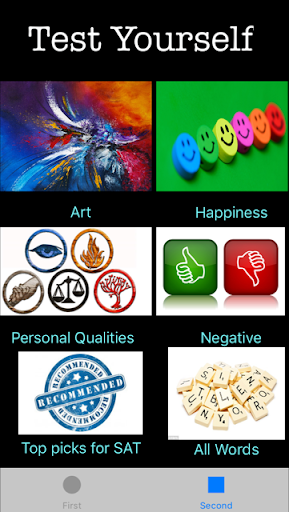 Test Yourself
Art
Happiness
Personal Qualities
Negative
RECOMMENDED
RECOMMENDED
RECOMMENDED
Top picks for SAT
All Words
First
Second